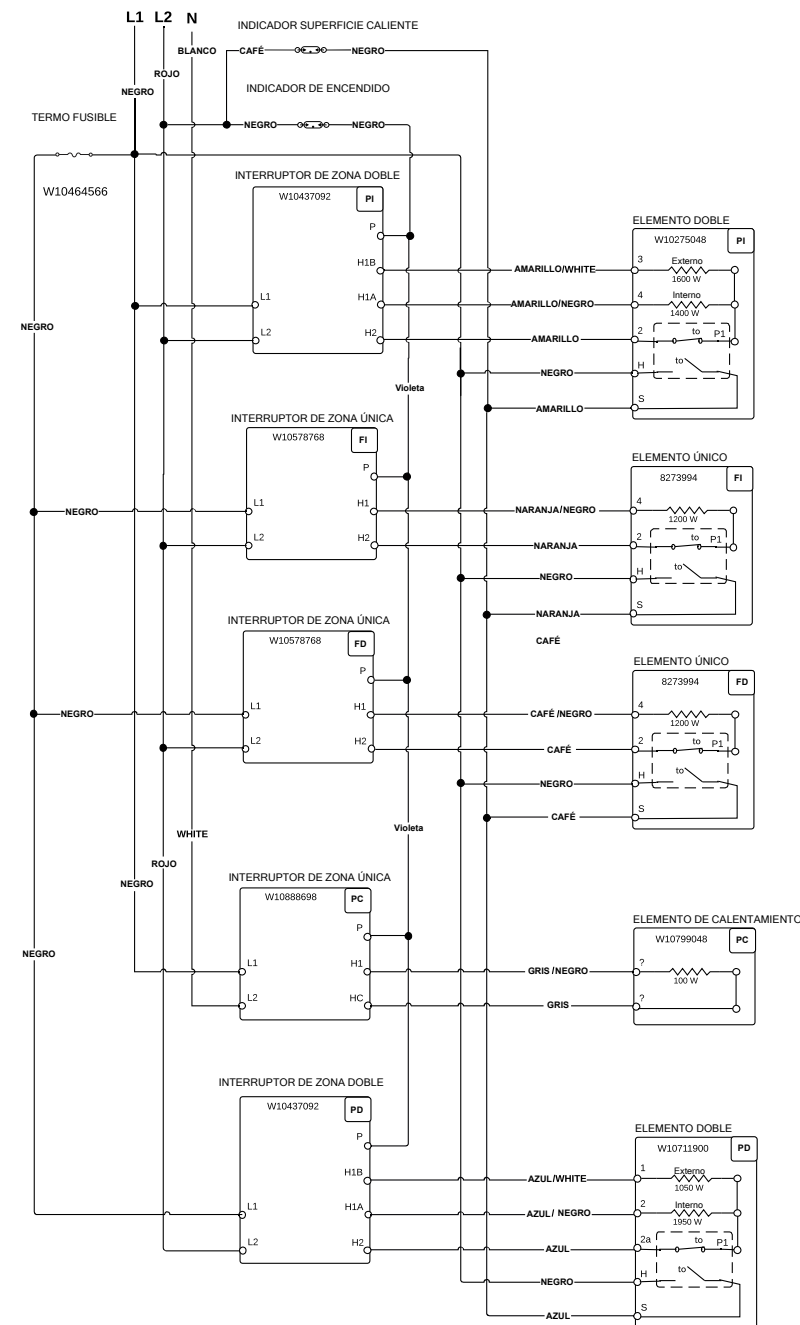 L1 L2 N
INDICADOR SUPERFICIE CALIENTE
BLANCO
CAFÉ
NEGRO
ROJO
INDICADOR DE ENCENDIDO
NEGRO
TERMO FUSIBLE
NEGRO
NEGRO
W10464566
INTERRUPTOR DE ZONA DOBLE
W10437092
PI
P
H1B
H1A
H2
L1
L2
ELEMENTO DOBLE
W10275048
PI
3
Externo
1600 W
4
Interno
1400 W
2
to
P1
H
to
S
AMARILLO/WHITE
AMARILLO/NEGRO
AMARILLO
NEGRO
AMARILLO
NEGRO
Violeta
INTERRUPTOR DE ZONA ÚNICA
W10578768
FI
P
L1
H1
L2
H2
NEGRO
NARANJA/NEGRO
NARANJA
NEGRO
NARANJA
ELEMENTO ÚNICO
8273994
FI
4
1200 W
2
to
P1
H
to
S
CAFÉ
INTERRUPTOR DE ZONA ÚNICA
W10578768
FD
P
L1
H1
L2
H2
NEGRO
CAFÉ /NEGRO
CAFÉ
NEGRO
CAFÉ
ELEMENTO ÚNICO
8273994
FD
4
1200 W
2
to
P1
H
to
S
WHITE
Violeta
ROJO
NEGRO
INTERRUPTOR DE ZONA ÚNICA
W10888698
PC
P
L1
H1
L2
HC
GRIS /NEGRO
GRIS
ELEMENTO DE CALENTAMIENTO
W10799048
PC
?
100 W
?
NEGRO
INTERRUPTOR DE ZONA DOBLE
W10437092
PD
P
H1B
L1
H1A
L2
H2
AZUL/WHITE
AZUL/ NEGRO
AZUL
NEGRO
AZUL
ELEMENTO DOBLE
W10711900
PD
1
Externo
1050 W
2
Interno
1950 W
2a
to
P1
H
to
S